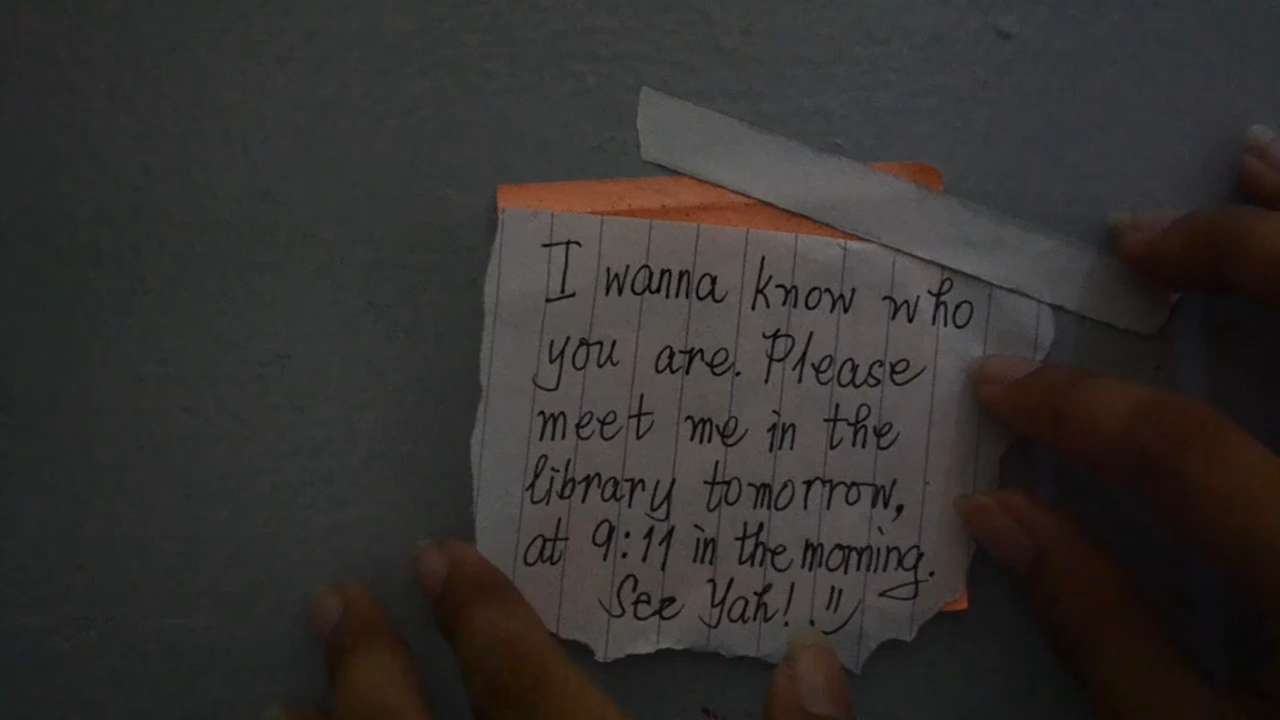 I wanna know who
you are. Please
meet me in the
library tomorrow,
at 9:11 in the morning.
See Yah! !!)